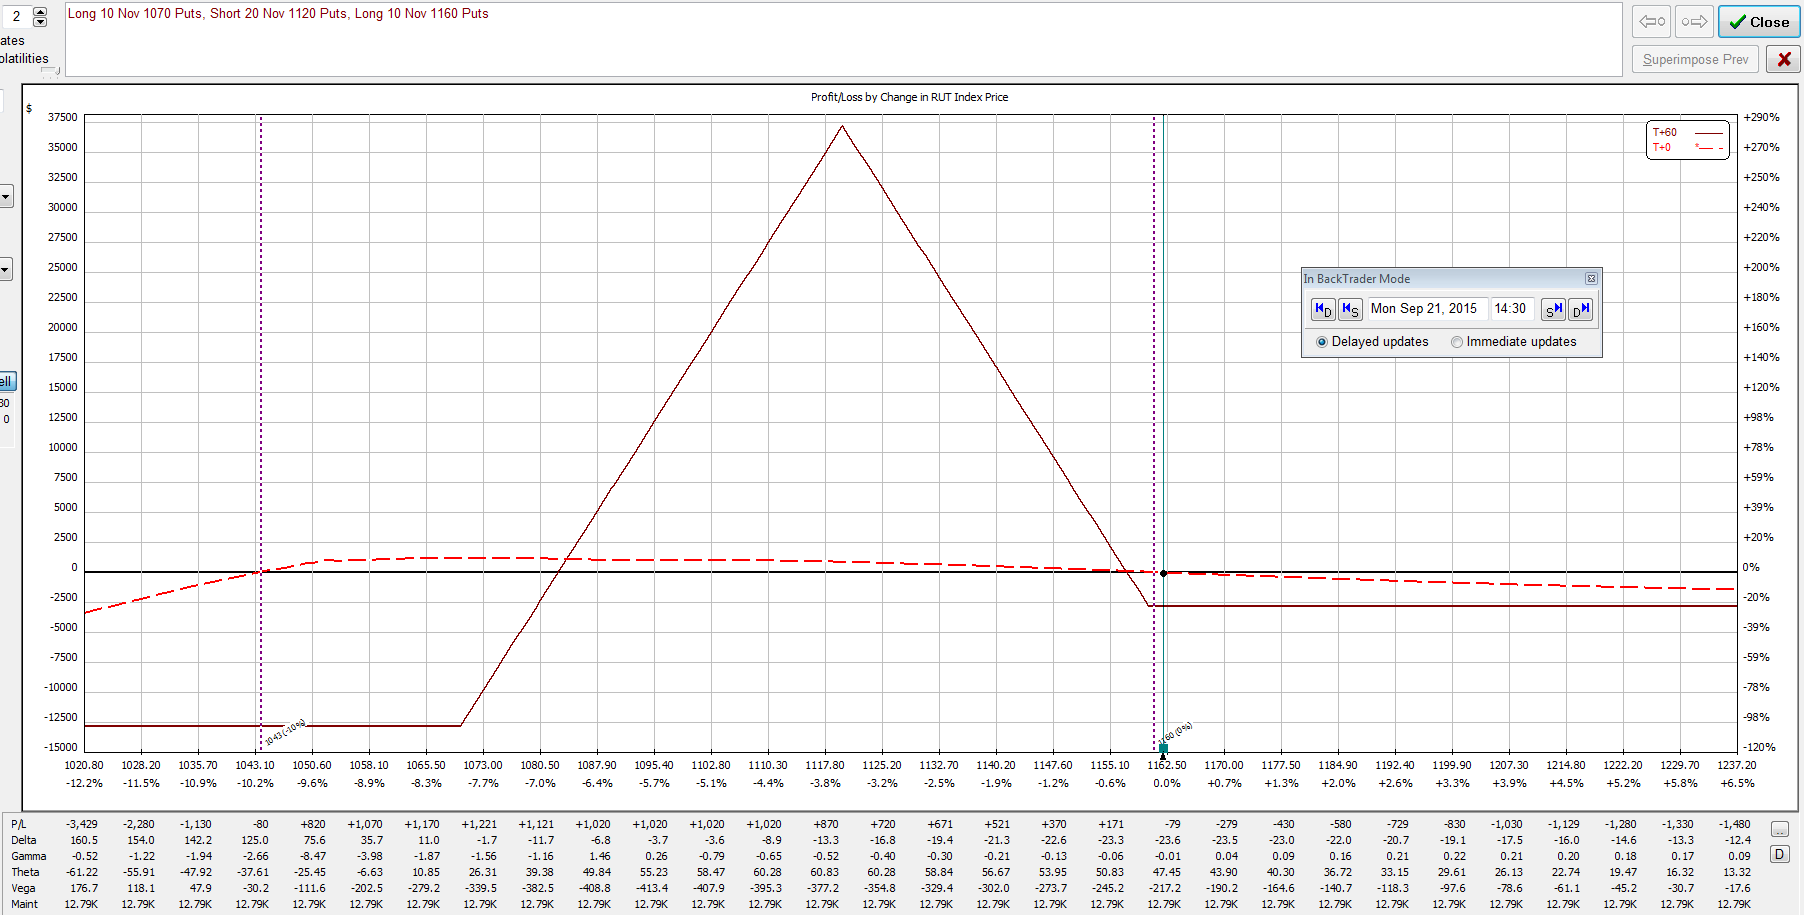 2
Long 10 Nov 1070 Puts, Short 20 Nov 1120 Puts, Long 10 Nov 1160 Puts
Close
ates
olatilities
Superimpose Prev
Profit/Loss by Change in RUT Index Price
$
37500 +290%
35000 +270%
32500 +250%
30000 +240%
27500 +220%
25000 +200%
22500 +180%
20000 +160%
17500 +140%
15000 +120%
12500 +98%
10000 +78%
7500 +59%
5000 +39%
2500 +20%
0 0%
-2500 -20%
-5000 -39%
-7500 -59%
-10000 -78%
-12500 -98%
-15000 -120%
T+60
T+0
In BackTrader Mode
D S Mon Sep 21, 2015 14:30 S D
Delayed updates Immediate updates
ell
30
0
1043 (-10%)
1160 (0%)
1020.80 1028.20 1035.70 1043.10 1050.60 1058.10 1065.50 1073.00 1080.50 1087.90 1095.40 1102.80 1110.30 1117.80 1125.20 1132.70 1140.20 1147.60 1155.10 1162.50 1170.00 1177.50 1184.90 1192.40 1199.90 1207.30 1214.80 1222.20 1229.70 1237.20
-12.2% -11.5% -10.9% -10.2% -9.6% -8.9% -8.3% -7.7% -7.0% -6.4% -5.7% -5.1% -4.4% -3.8% -3.2% -2.5% -1.9% -1.2% -0.6% 0.0% +0.7% +1.3% +2.0% +2.6% +3.3% +3.9% +4.5% +5.2% +5.8% +6.5%
P/L -3,429 -2,280 -1,130 -80 +820 +1,070 +1,170 +1,221 +1,121 +1,020 +1,020 +1,020 +1,020 +870 +720 +671 +521 +370 +171 -79 -279 -430 -580 -729 -830 -1,030 -1,129 -1,280 -1,330 -1,480
Delta 160.5 154.0 142.2 125.0 75.6 35.7 11.0 -1.7 -11.7 -6.8 -3.7 -3.6 -8.9 -13.3 -16.8 -19.4 -21.3 -22.6 -23.3 -23.6 -23.5 -23.0 -22.0 -20.7 -19.1 -17.5 -16.0 -14.6 -13.3 -12.4
Gamma -0.52 -1.22 -1.94 -2.66 -8.47 -3.98 -1.87 -1.56 -1.16 1.46 0.26 -0.79 -0.65 -0.52 -0.40 -0.30 -0.21 -0.13 -0.06 -0.01 0.04 0.09 0.16 0.21 0.22 0.21 0.20 0.18 0.17 0.09
Theta -61.22 -55.91 -47.92 -37.61 -25.45 -6.63 10.85 26.31 39.38 49.84 55.23 58.47 60.28 60.83 60.28 58.84 56.67 53.95 50.83 47.45 43.90 40.30 36.72 33.15 29.61 26.13 22.74 19.47 16.32 13.32
Vega 176.7 118.1 47.9 -30.2 -111.6 -202.5 -279.2 -339.5 -382.5 -408.8 -413.4 -407.9 -395.3 -377.2 -354.8 -329.4 -302.0 -273.7 -245.2 -217.2 -190.2 -164.6 -140.7 -118.3 -97.6 -78.6 -61.1 -45.2 -30.7 -17.6
Maint 12.79K 12.79K 12.79K 12.79K 12.79K 12.79K 12.79K 12.79K 12.79K 12.79K 12.79K 12.79K 12.79K 12.79K 12.79K 12.79K 12.79K 12.79K 12.79K 12.79K 12.79K 12.79K 12.79K 12.79K 12.79K 12.79K 12.79K 12.79K 12.79K 12.79K
...
D